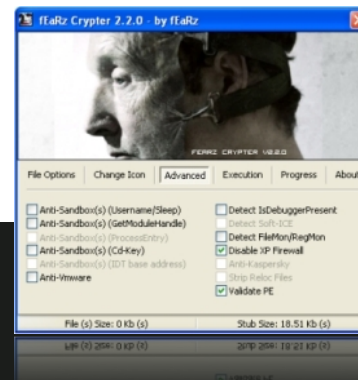 fEaRz Crypter 2.2.0 - by fEaRz
FEARZ CRYPTER V2.2.0
File Options Change Icon Advanced Execution Progress About
Anti-Sandbox(s) (Username/Sleep)
Anti-Sandbox(s) (GetModuleHandle)
Anti-Sandbox(s) (ProcessEntry)
Anti-Sandbox(s) (Cd-Key)
Anti-Sandbox(s) (IDT base address)
Anti-Vmware
Detect IsDebuggerPresent
Detect Soft-ICE
Detect FileMon/RegMon
Disable XP Firewall
Anti-Kaspersky
Strip Reloc Files
Validate PE
File (s) Size: 0 Kb (s) Stub Size: 18.51 Kb (s)